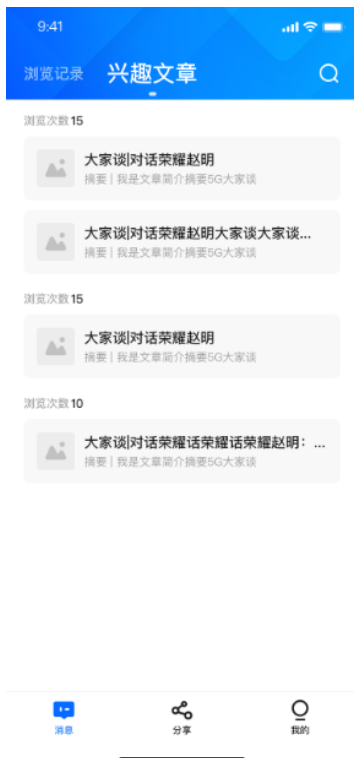 9:41
浏览记录 兴趣文章
浏览次数 15
大家谈|对话荣耀赵明
摘要 | 我是文章简介摘要5G大家谈
大家谈|对话荣耀赵明大家谈大家谈...
摘要 | 我是文章简介摘要5G大家谈
浏览次数 15
大家谈|对话荣耀赵明
摘要 | 我是文章简介摘要5G大家谈
浏览次数 10
大家谈|对话荣耀话荣耀话荣耀赵明：...
摘要 | 我是文章简介摘要5G大家谈
消息 分享 我的